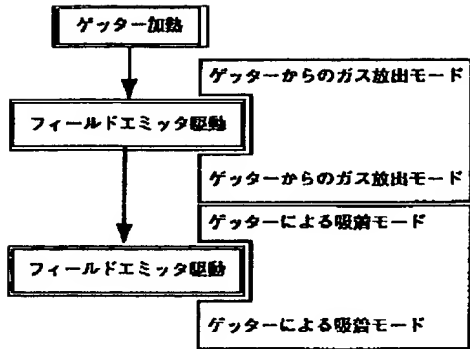 ゲッター加熱
ゲッターからのガス放出モード
フィールドエミッタ駆動
ゲッターからのガス放出モード
ゲッターによる吸着モード
フィールドエミッタ駆動
ゲッターによる吸着モード